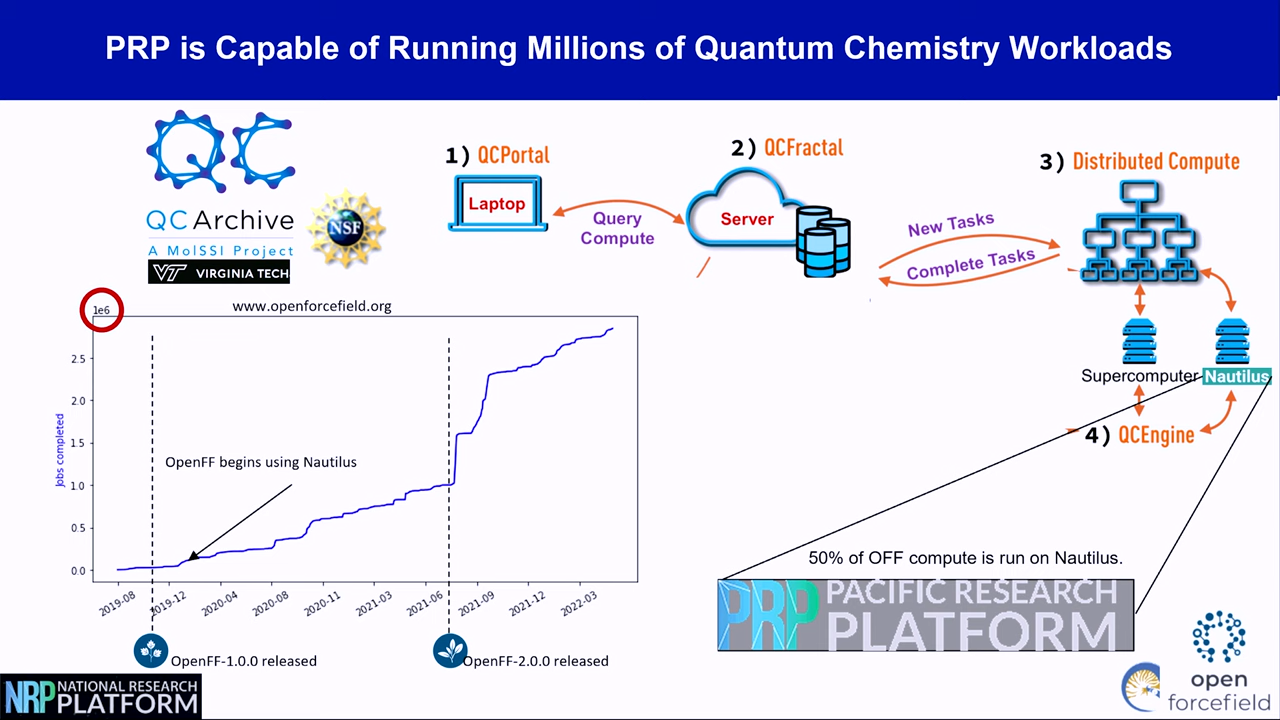 PRP is Capable of Running Millions of Quantum Chemistry Workloads
QC
QCArchive
A MolSSI Project
VT VIRGINIA TECH
NSF
1) QCPortal
Laptop
Query
Compute
2) QCFractal
Server
New Tasks
Complete Tasks
3) Distributed Compute
Supercomputer
Nautilus
4) QCEngine
www.openforcefield.org
1e6
Jobs completed
2.5
2.0
1.5
1.0
0.5
0.0
OpenFF begins using Nautilus
2019-08
2019-12
2020-04
2020-08
2020-11
2021-03
2021-06
2021-09
2021-12
2022-03
OpenFF-1.0.0 released
OpenFF-2.0.0 released
50% of OFF compute is run on Nautilus.
PRP PACIFIC RESEARCH
PLATFORM
NRP NATIONAL RESEARCH
PLATFORM
open
forcefield